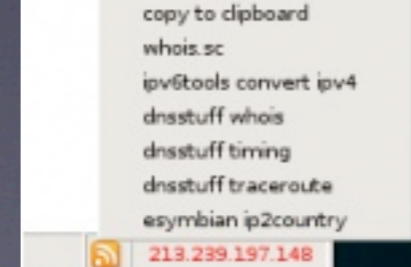 copy to clipboard
whois.sc
ipv6tools convert ipv4
dnsstuff whois
dnsstuff timing
dnsstuff traceroute
esymbian ip2country
213.239.197.148